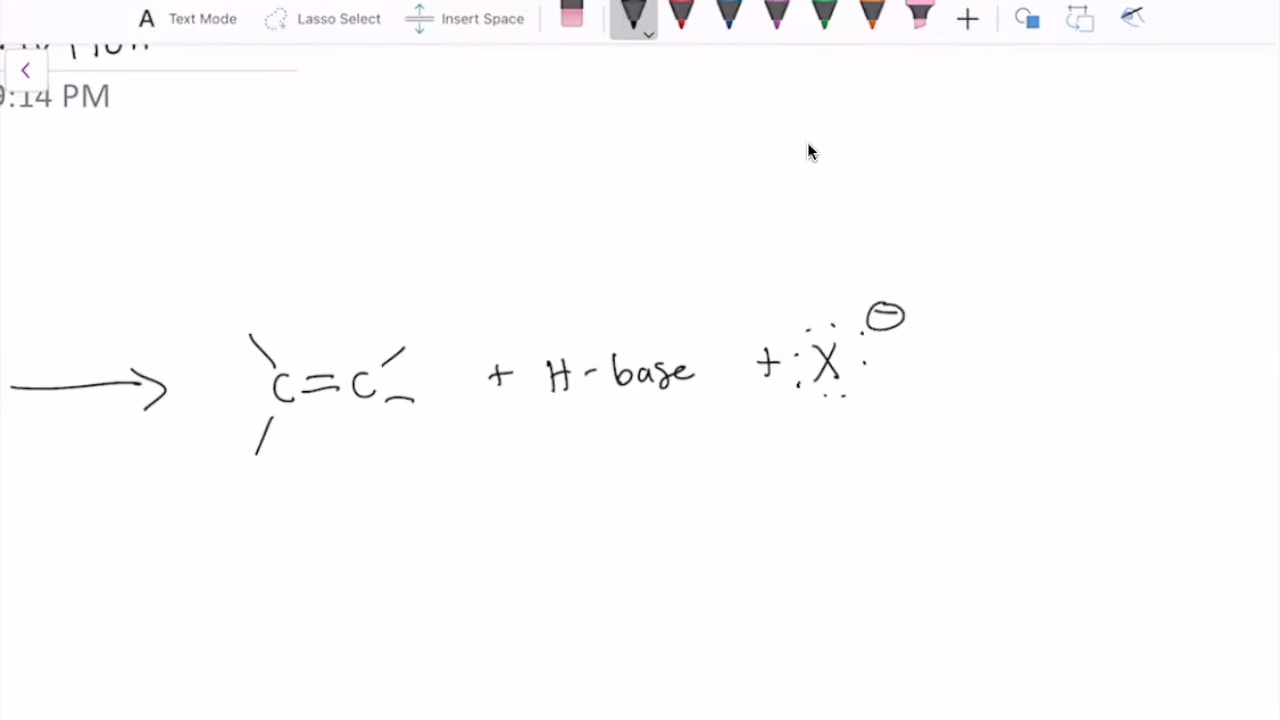 A Text Mode Lasso Select Insert Space
9:14 PM
C=C + H-base + :X: ⊖